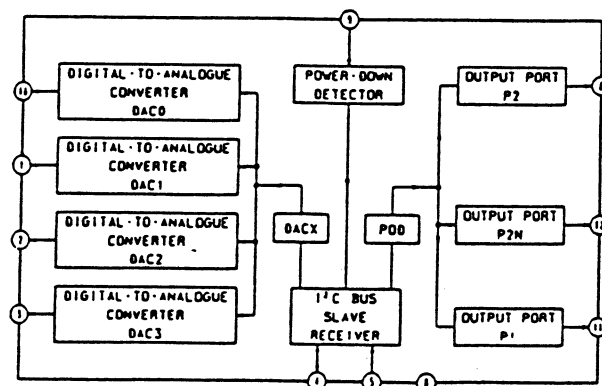 9
DIGITAL-TO-ANALOGUE
CONVERTER
DAC0
POWER-DOWN
DETECTOR
OUTPUT PORT
P2
DIGITAL-TO-ANALOGUE
CONVERTER
DAC1
1
DIGITAL-TO-ANALOGUE
CONVERTER
DAC2
2
DACX
POD
OUTPUT PORT
P2N
DIGITAL-TO-ANALOGUE
CONVERTER
DAC3
3
I²C BUS
SLAVE
RECEIVER
OUTPUT PORT
P1
11
4
5